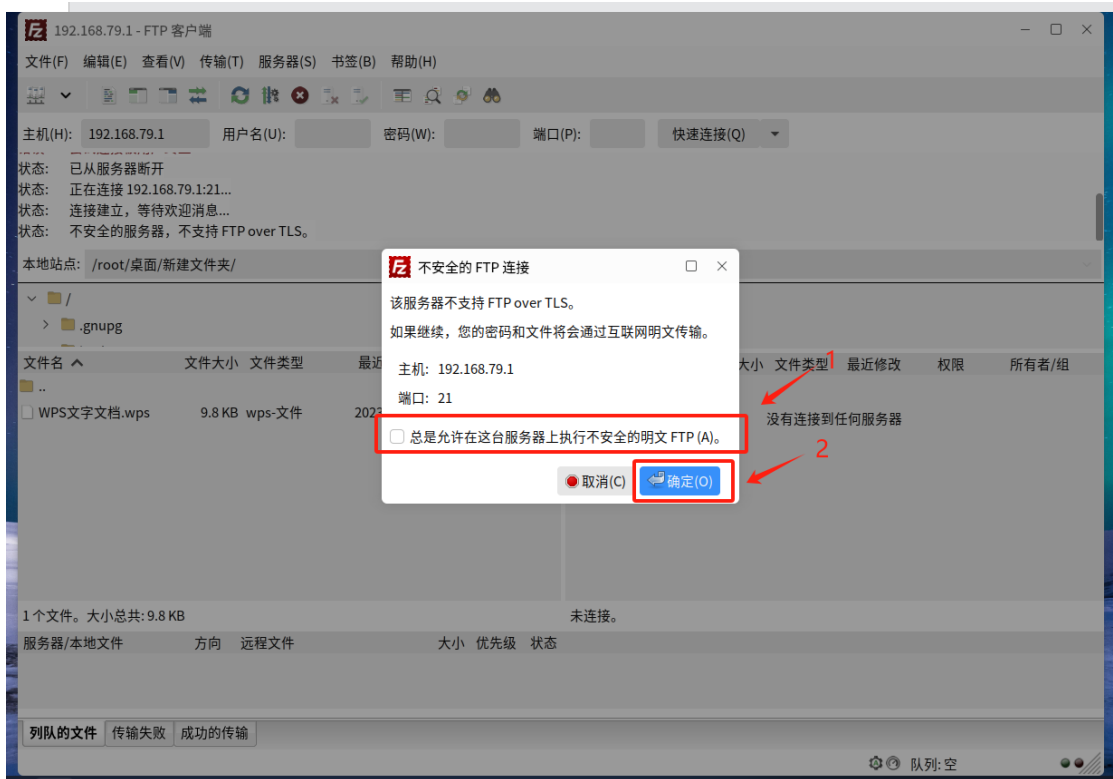 192.168.79.1 - FTP 客户端
文件(F) 编辑(E) 查看(V) 传输(T) 服务器(S) 书签(B) 帮助(H)
主机(H): 192.168.79.1 用户名(U): 密码(W): 端口(P): 快速连接(Q)
状态: 已从服务器断开
状态: 正在连接 192.168.79.1:21...
状态: 连接建立，等待欢迎消息...
状态: 不安全的服务器，不支持 FTP over TLS。
本地站点: /root/桌面/新建文件夹/
/
.gnupg
文件名 文件大小 文件类型 最近
..
WPS文字文档.wps 9.8 KB wps-文件 2023
1 个文件。大小总共: 9.8 KB
不安全的 FTP 连接
该服务器不支持 FTP over TLS。
如果继续，您的密码和文件将会通过互联网明文传输。
主机: 192.168.79.1
端口: 21
总是允许在这台服务器上执行不安全的明文 FTP (A)。
取消(C) 确定(O)
1
2
大小 文件类型 最近修改 权限 所有者/组
没有连接到任何服务器
未连接。
服务器/本地文件 方向 远程文件 大小 优先级 状态
列队的文件 传输失败 成功的传输
队列: 空